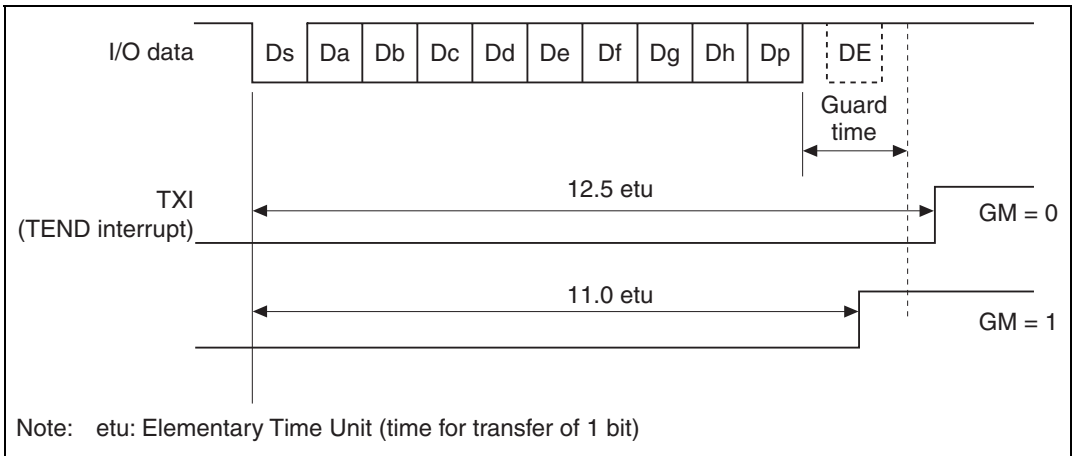 I/O data Ds Da Db Dc Dd De Df Dg Dh Dp DE
Guard
time
TXI
(TEND interrupt)
12.5 etu
GM = 0
11.0 etu
GM = 1
Note: etu: Elementary Time Unit (time for transfer of 1 bit)